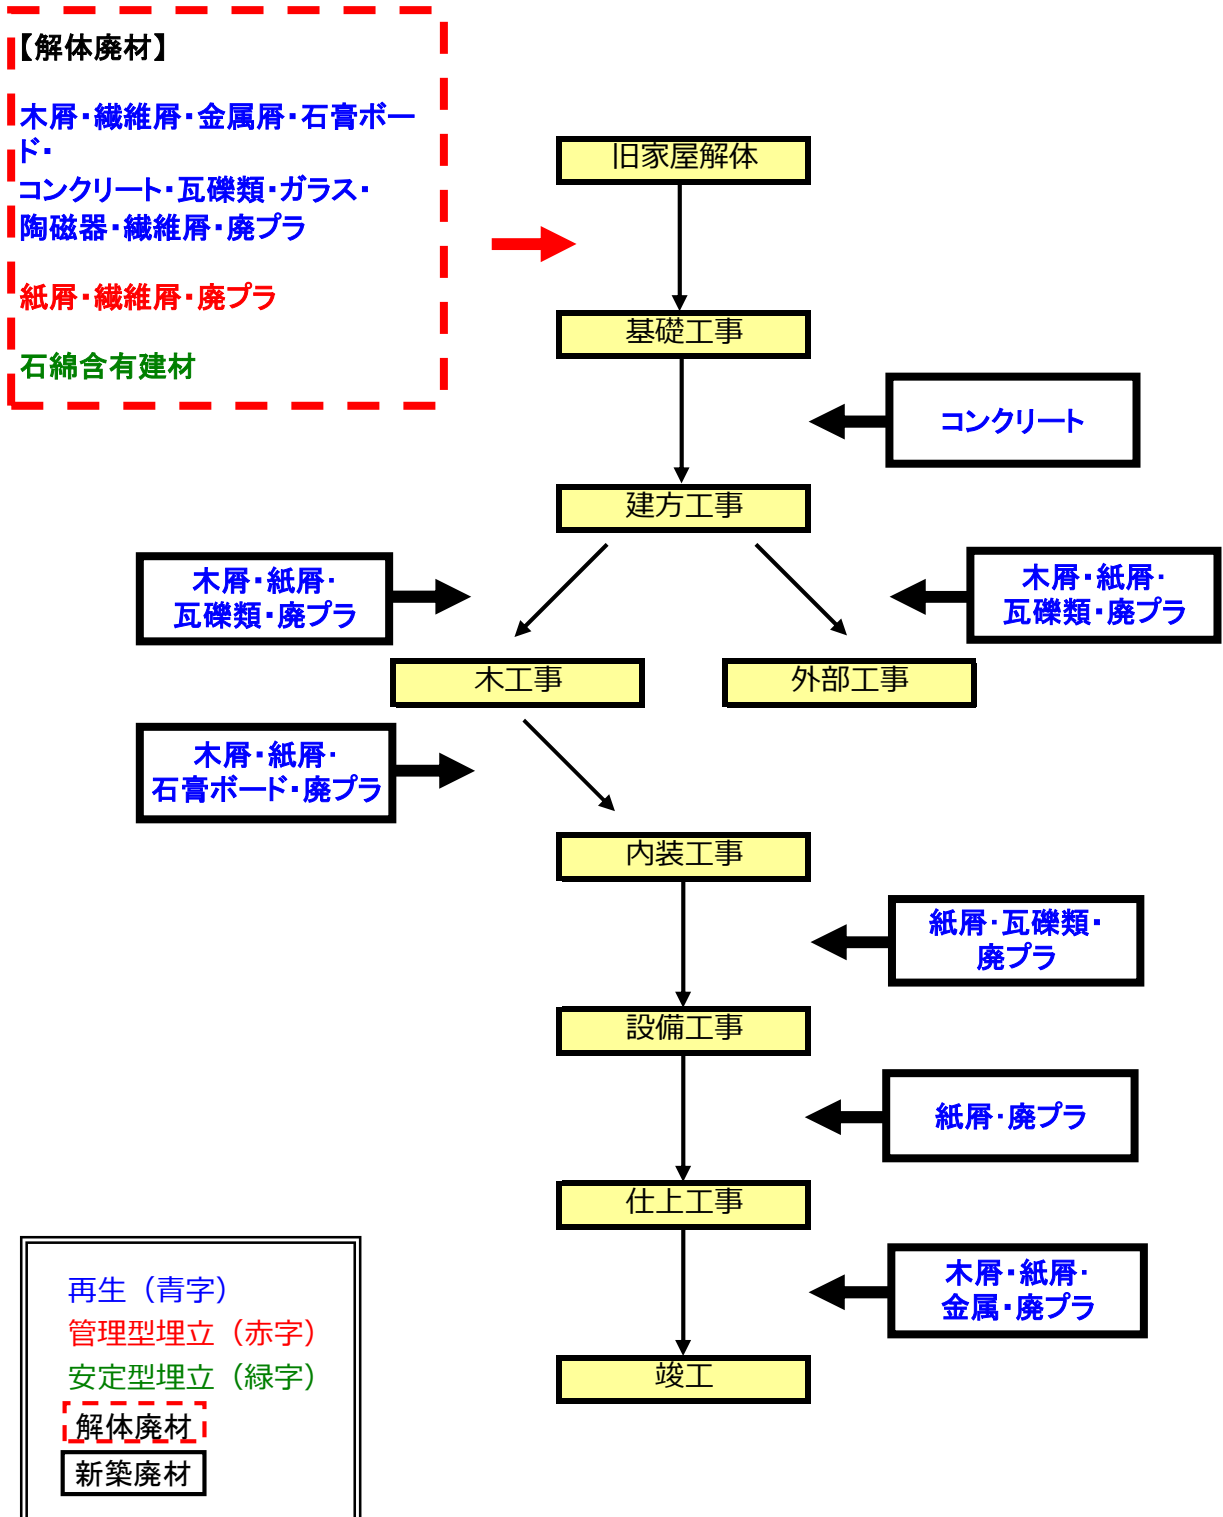 【解体廃材】
木屑・繊維屑・金属屑・石膏ボー
ド・
コンクリート・瓦礫類・ガラス・
陶磁器・繊維屑・廃プラ
紙屑・繊維屑・廃プラ
石綿含有建材
旧家屋解体
基礎工事
コンクリート
建方工事
木屑・紙屑・
瓦礫類・廃プラ
木屑・紙屑・
瓦礫類・廃プラ
木工事
外部工事
木屑・紙屑・
石膏ボード・廃プラ
内装工事
紙屑・瓦礫類・
廃プラ
設備工事
紙屑・廃プラ
仕上工事
木屑・紙屑・
金属・廃プラ
竣工
再生（青字）
管理型埋立（赤字）
安定型埋立（緑字）
解体廃材
新築廃材